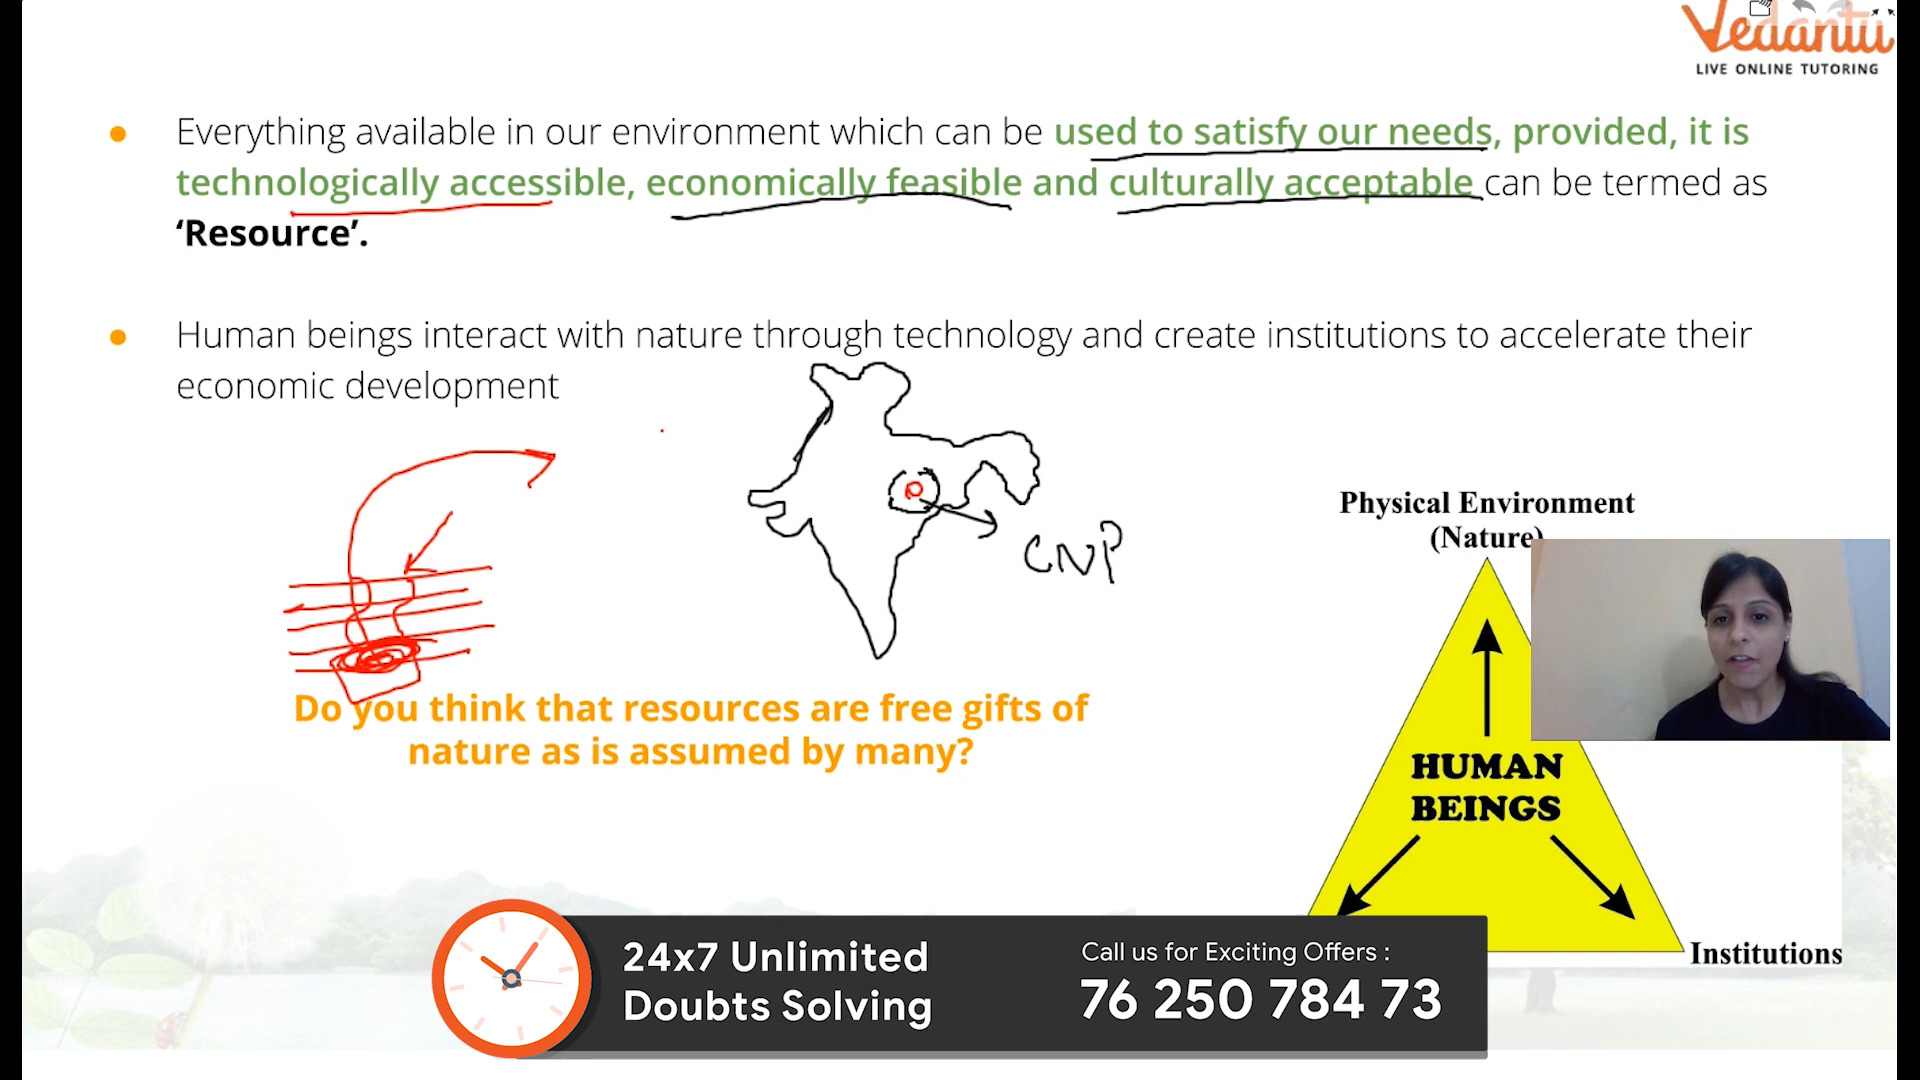 Vedantu
LIVE ONLINE TUTORING
Everything available in our environment which can be used to satisfy our needs, provided, it is
technologically accessible, economically feasible and culturally acceptable can be termed as
‘Resource’.
Human beings interact with nature through technology and create institutions to accelerate their
economic development
CNP
Physical Environment
(Nature)
HUMAN
BEINGS
Institutions
Do you think that resources are free gifts of
nature as is assumed by many?
24x7 Unlimited
Doubts Solving
Call us for Exciting Offers :
76 250 784 73